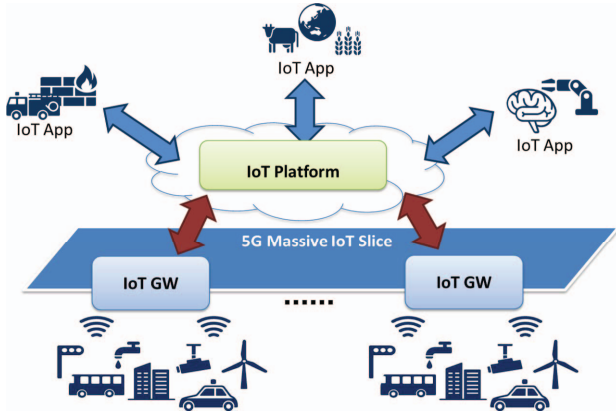 IoT App
IoT App
IoT App
IoT Platform
5G Massive IoT Slice
IoT GW
......
IoT GW